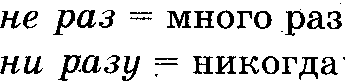 не раз = много раз
ни разу = никогда